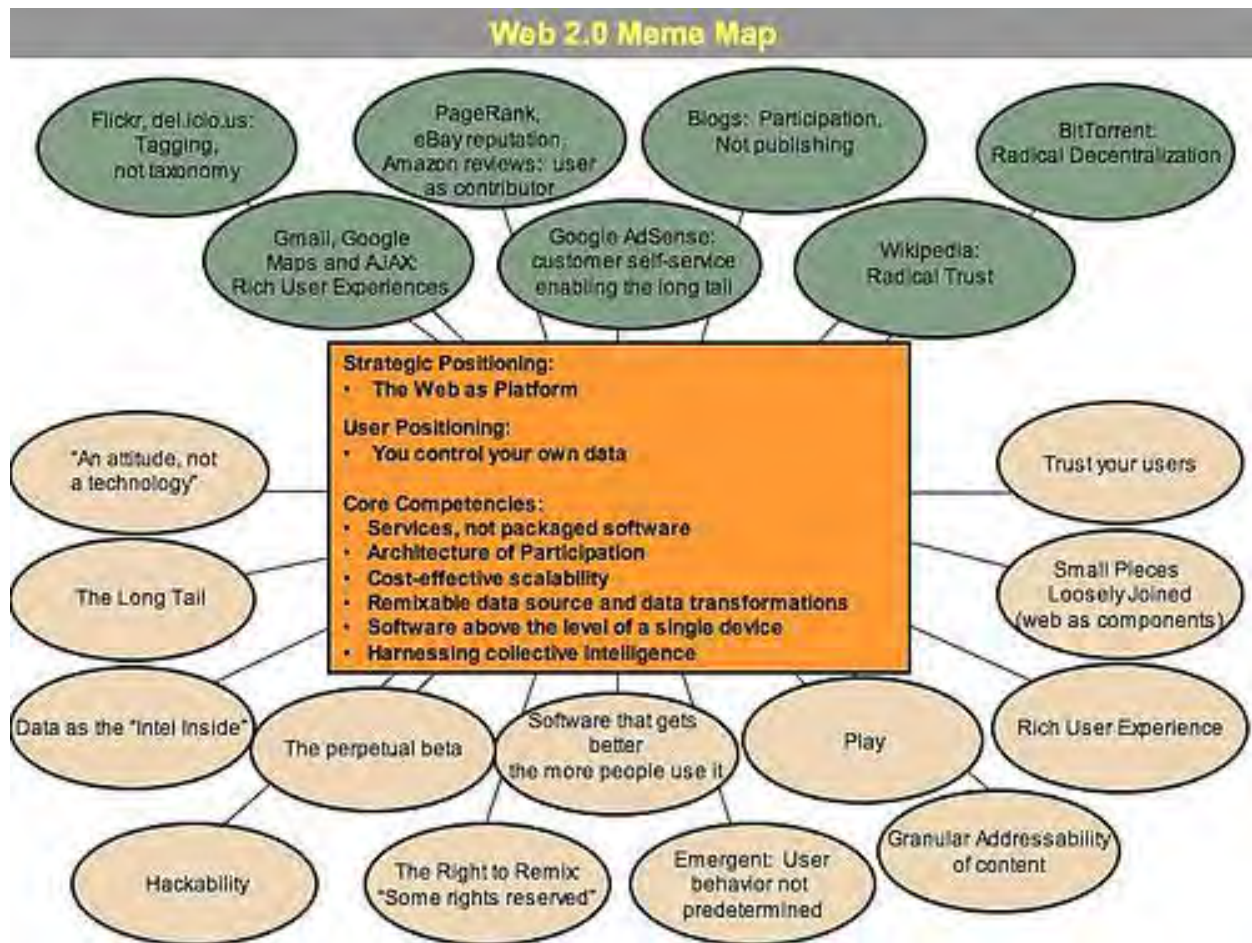 Web 2.0 Meme Map
Flickr, del.icio.us:
Tagging,
not taxonomy
PageRank,
eBay reputation,
Amazon reviews: user
as contributor
Blogs: Participation,
Not publishing
BitTorrent:
Radical Decentralization
Gmail, Google
Maps and AJAX:
Rich User Experiences
Google AdSense:
customer self-service
enabling the long tail
Wikipedia:
Radical Trust
Strategic Positioning:
• The Web as Platform
User Positioning:
• You control your own data
Core Competencies:
• Services, not packaged software
• Architecture of Participation
• Cost-effective scalability
• Remixable data source and data transformations
• Software above the level of a single device
• Harnessing collective intelligence
"An attitude, not
a technology"
Trust your users
The Long Tail
Small Pieces
Loosely Joined
(web as components)
Data as the "Intel Inside"
The perpetual beta
Software that gets
better
the more people use it
Play
Rich User Experience
Hackability
The Right to Remix:
"Some rights reserved"
Emergent: User
behavior not
predetermined
Granular Addressability
of content